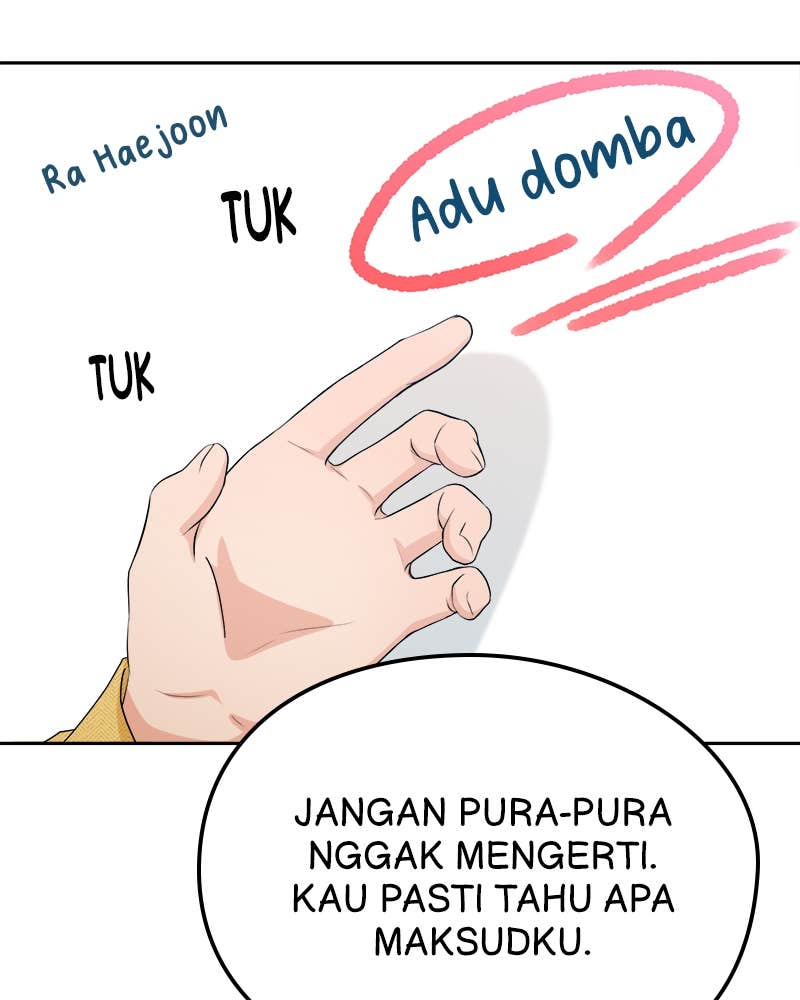 Ra Haejoon
Adu domba
TUK
TUK
JANGAN PURA-PURA
NGGAK MENGERTI.
KAU PASTI TAHU APA
MAKSUDKU.